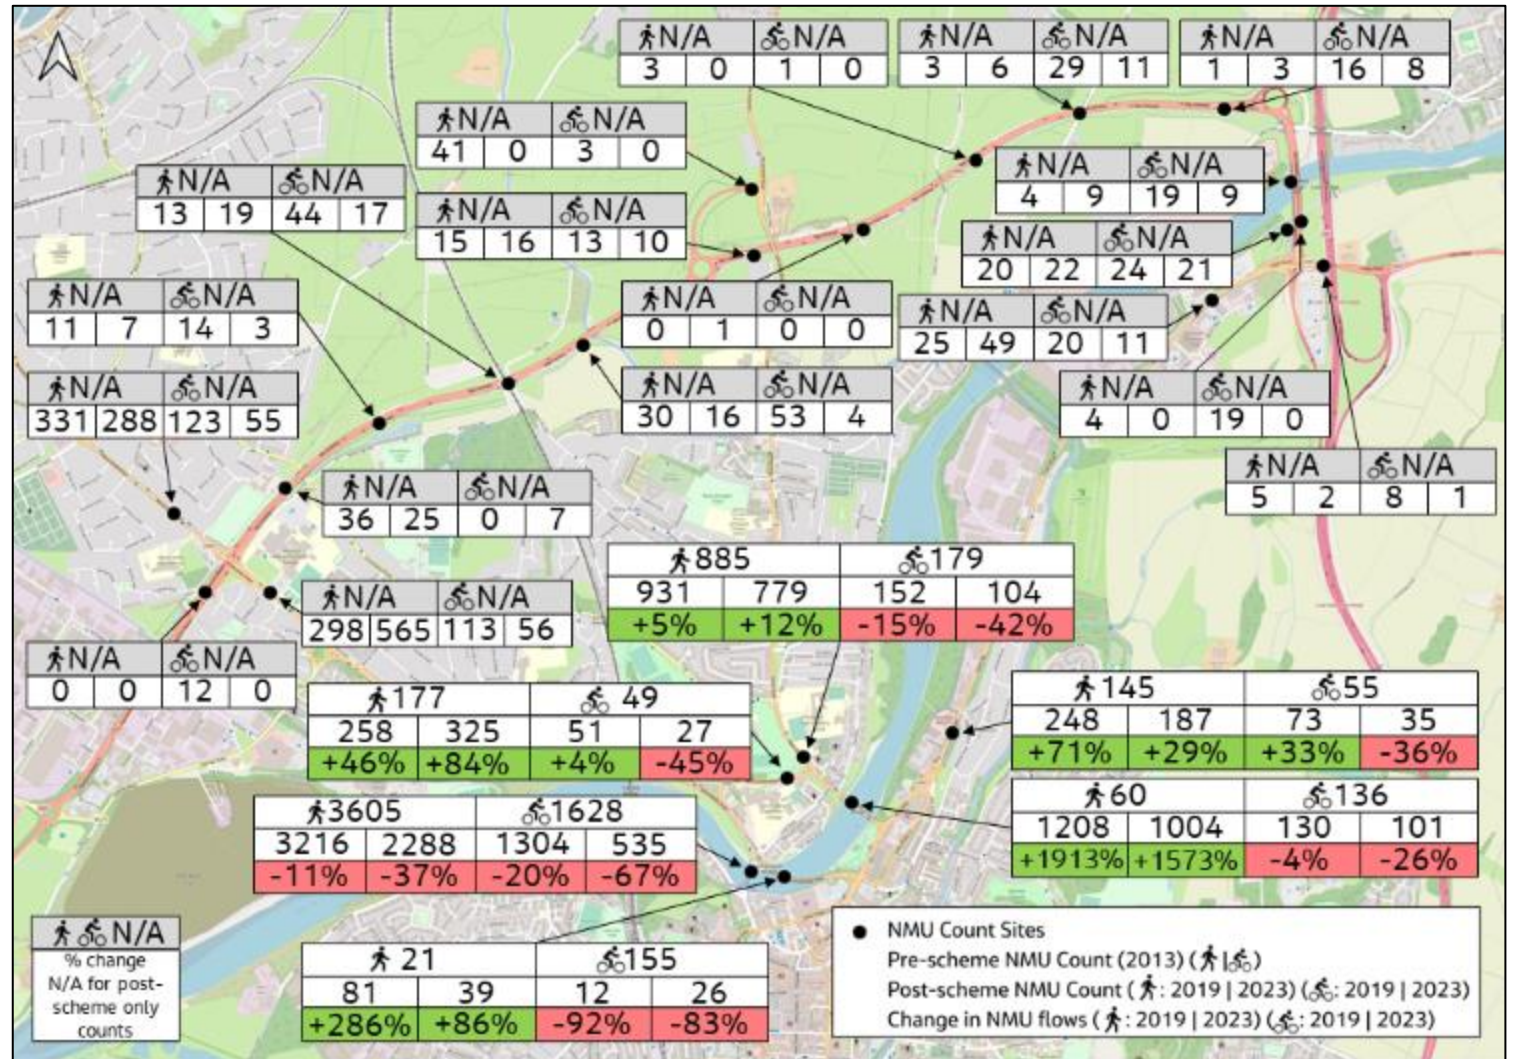 N/A N/A
3 0 1 0
N/A N/A
3 6 29 11
N/A N/A
1 3 16 8
N/A N/A
41 0 3 0
N/A N/A
4 9 19 9
N/A N/A
13 19 44 17
N/A N/A
15 16 13 10
N/A N/A
20 22 24 21
N/A N/A
11 7 14 3
N/A N/A
0 1 0 0
N/A N/A
25 49 20 11
N/A N/A
331 288 123 55
N/A N/A
30 16 53 4
N/A N/A
4 0 19 0
N/A N/A
5 2 8 1
N/A N/A
36 25 0 7
885 179
931 779 152 104
+5% +12% -15% -42%
N/A N/A
298 565 113 56
N/A N/A
0 0 12 0
177 49
258 325 51 27
+46% +84% +4% -45%
145 55
248 187 73 35
+71% +29% +33% -36%
3605 1628
3216 2288 1304 535
-11% -37% -20% -67%
60 136
1208 1004 130 101
+1913% +1573% -4% -26%
N/A
% change
N/A for post-
scheme only
counts
21 155
81 39 12 26
+286% +86% -92% -83%
NMU Count Sites
Pre-scheme NMU Count (2013) ( | )
Post-scheme NMU Count ( : 2019 | 2023) ( : 2019 | 2023)
Change in NMU flows ( : 2019 | 2023) ( : 2019 | 2023)